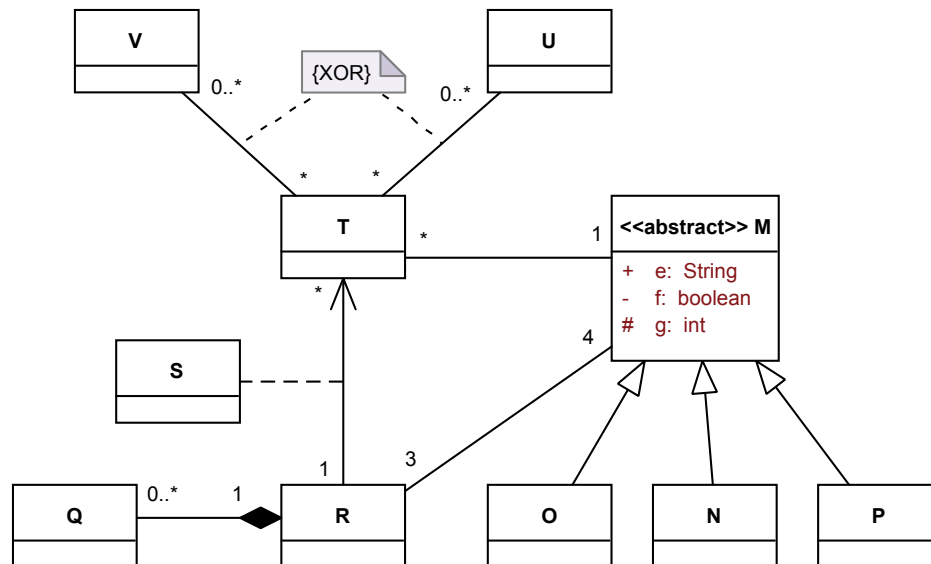 V
U
{XOR}
0..*
0..*
*
*
T
<<abstract>> M
*
1
+ e: String
- f: boolean
# g: int
*
4
S
3
1
0..*
1
Q
R
O
N
P